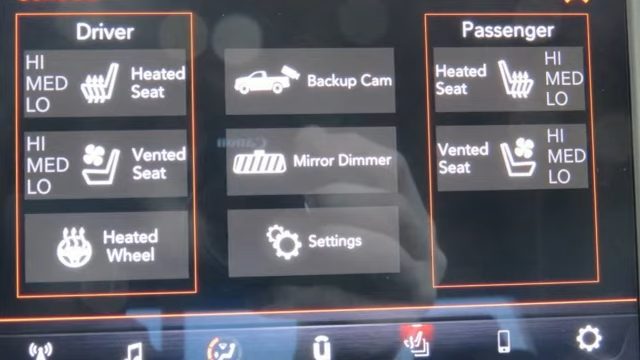 Driver
HI
MED
LO
Heated
Seat
HI
MED
LO
Vented
Seat
Heated
Wheel
Backup Cam
Mirror Dimmer
Settings
Passenger
Heated
Seat
HI
MED
LO
Vented
Seat
HI
MED
LO
Canon